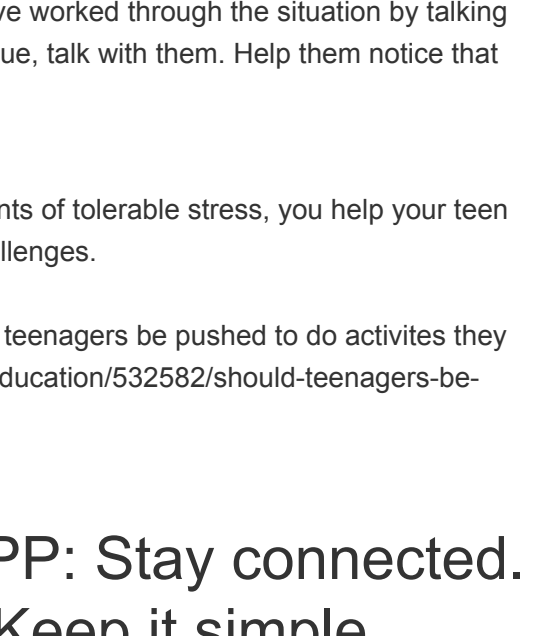 ve worked through the situation by talking
ue, talk with them. Help them notice that
nts of tolerable stress, you help your teen
llenges.
teenagers be pushed to do activites they
ducation/532582/should-teenagers-be-
PP: Stay connected.
Keep it simple